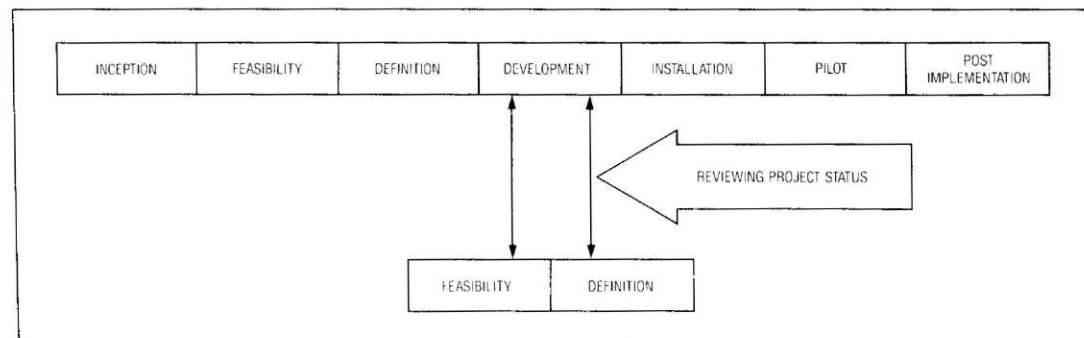 INCEPTION
FEASIBILITY
DEFINITION
DEVELOPMENT
INSTALLATION
PILOT
POST
IMPLEMENTATION
REVIEWING PROJECT STATUS
FEASIBILITY
DEFINITION